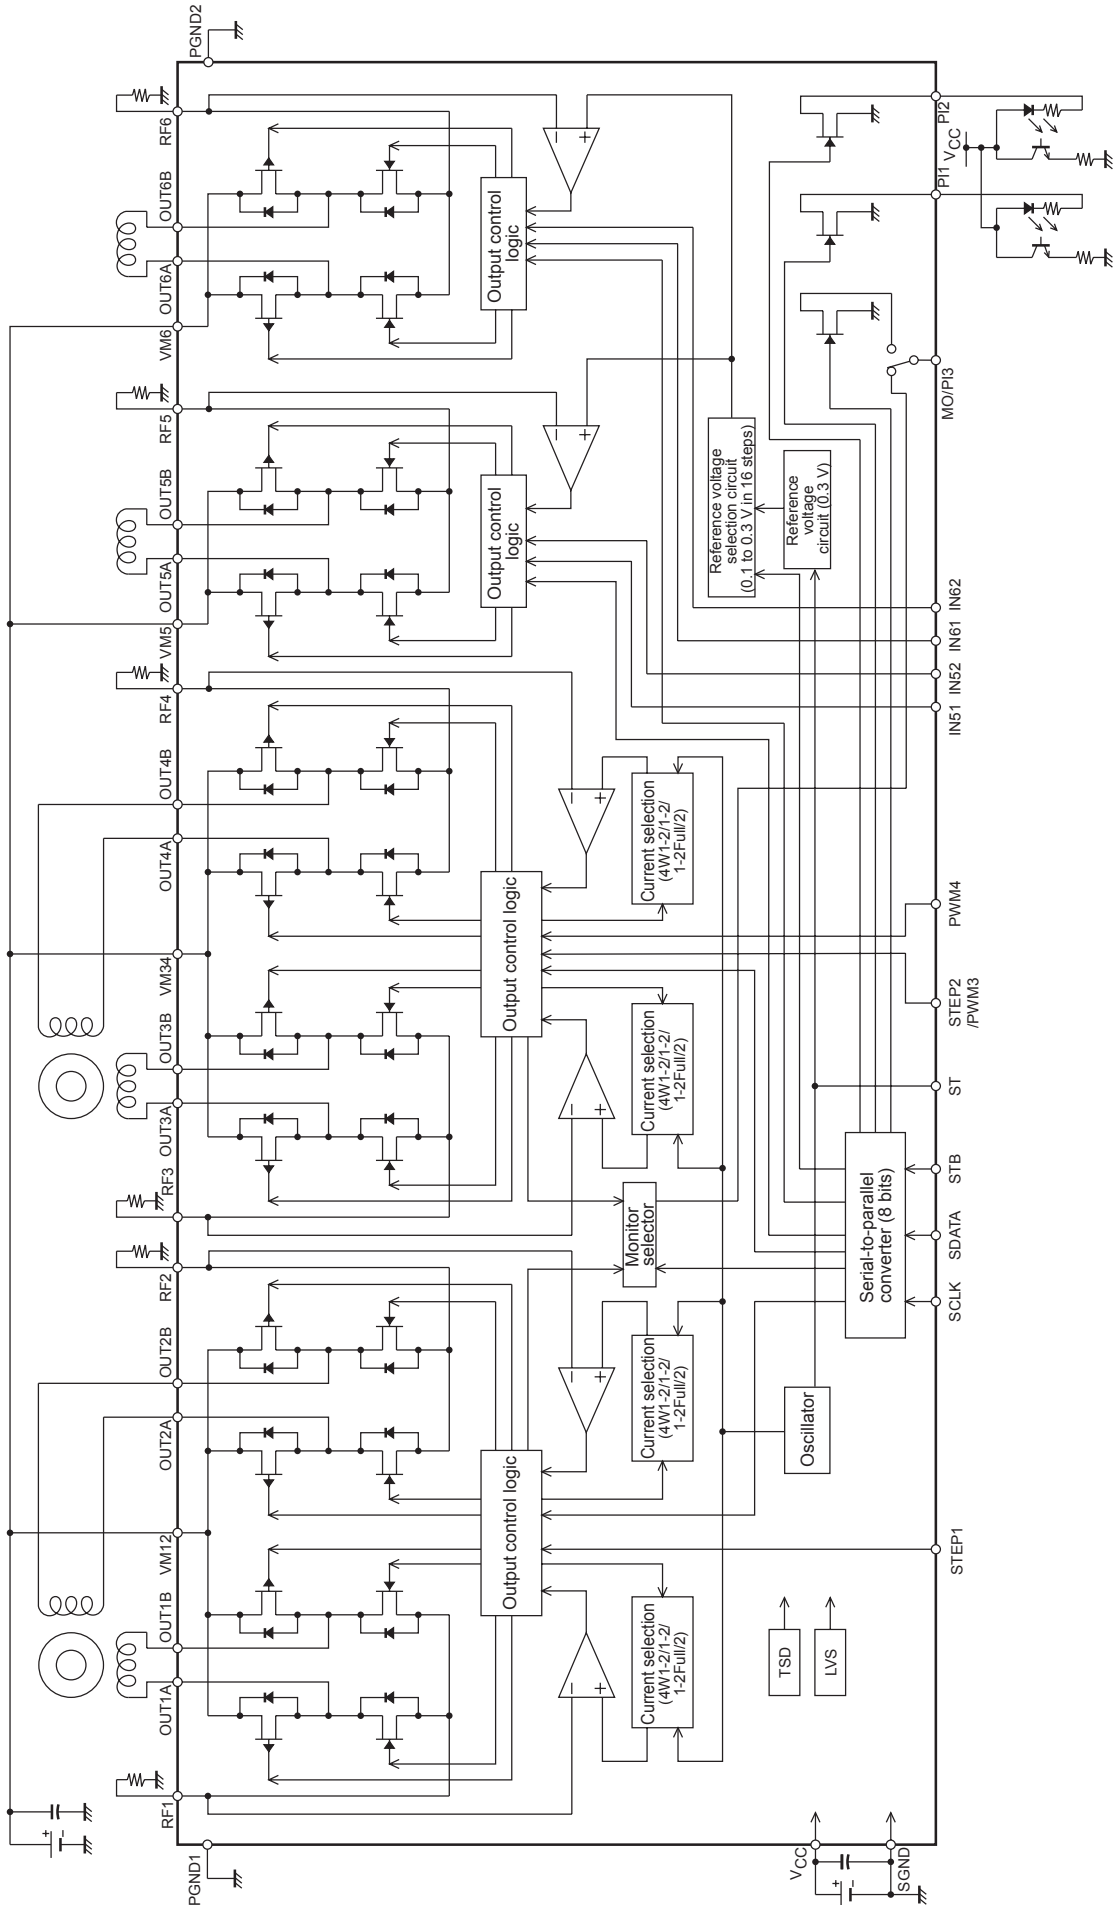 +
-
PGND1
RF1
OUT1A
OUT1B
VM12
OUT2A
OUT2B
RF2
RF3
OUT3A
OUT3B
VM34
OUT4A
OUT4B
RF4
VM5
OUT5A
OUT5B
RF5
VM6
OUT6A
OUT6B
RF6
PGND2
Output control logic
Output control logic
Output control
logic
Output control
logic
-
+
-
+
-
+
-
+
-
+
-
+
Current selection
(4W1-2/1-2/
1-2Full/2)
Current selection
(4W1-2/1-2/
1-2Full/2)
Monitor
selector
Current selection
(4W1-2/1-2/
1-2Full/2)
Current selection
(4W1-2/1-2/
1-2Full/2)
Reference voltage
selection circuit
(0.1 to 0.3 V in 16 steps)
Reference
voltage
circuit (0.3 V)
TSD
LVS
Oscillator
Serial-to-parallel
converter (8 bits)
VCC
+
-
SGND
STEP1
SCLK
SDATA
STB
ST
STEP2
/PWM3
PWM4
IN51
IN52
IN61
IN62
MO/PI3
PI1
VCC
PI2